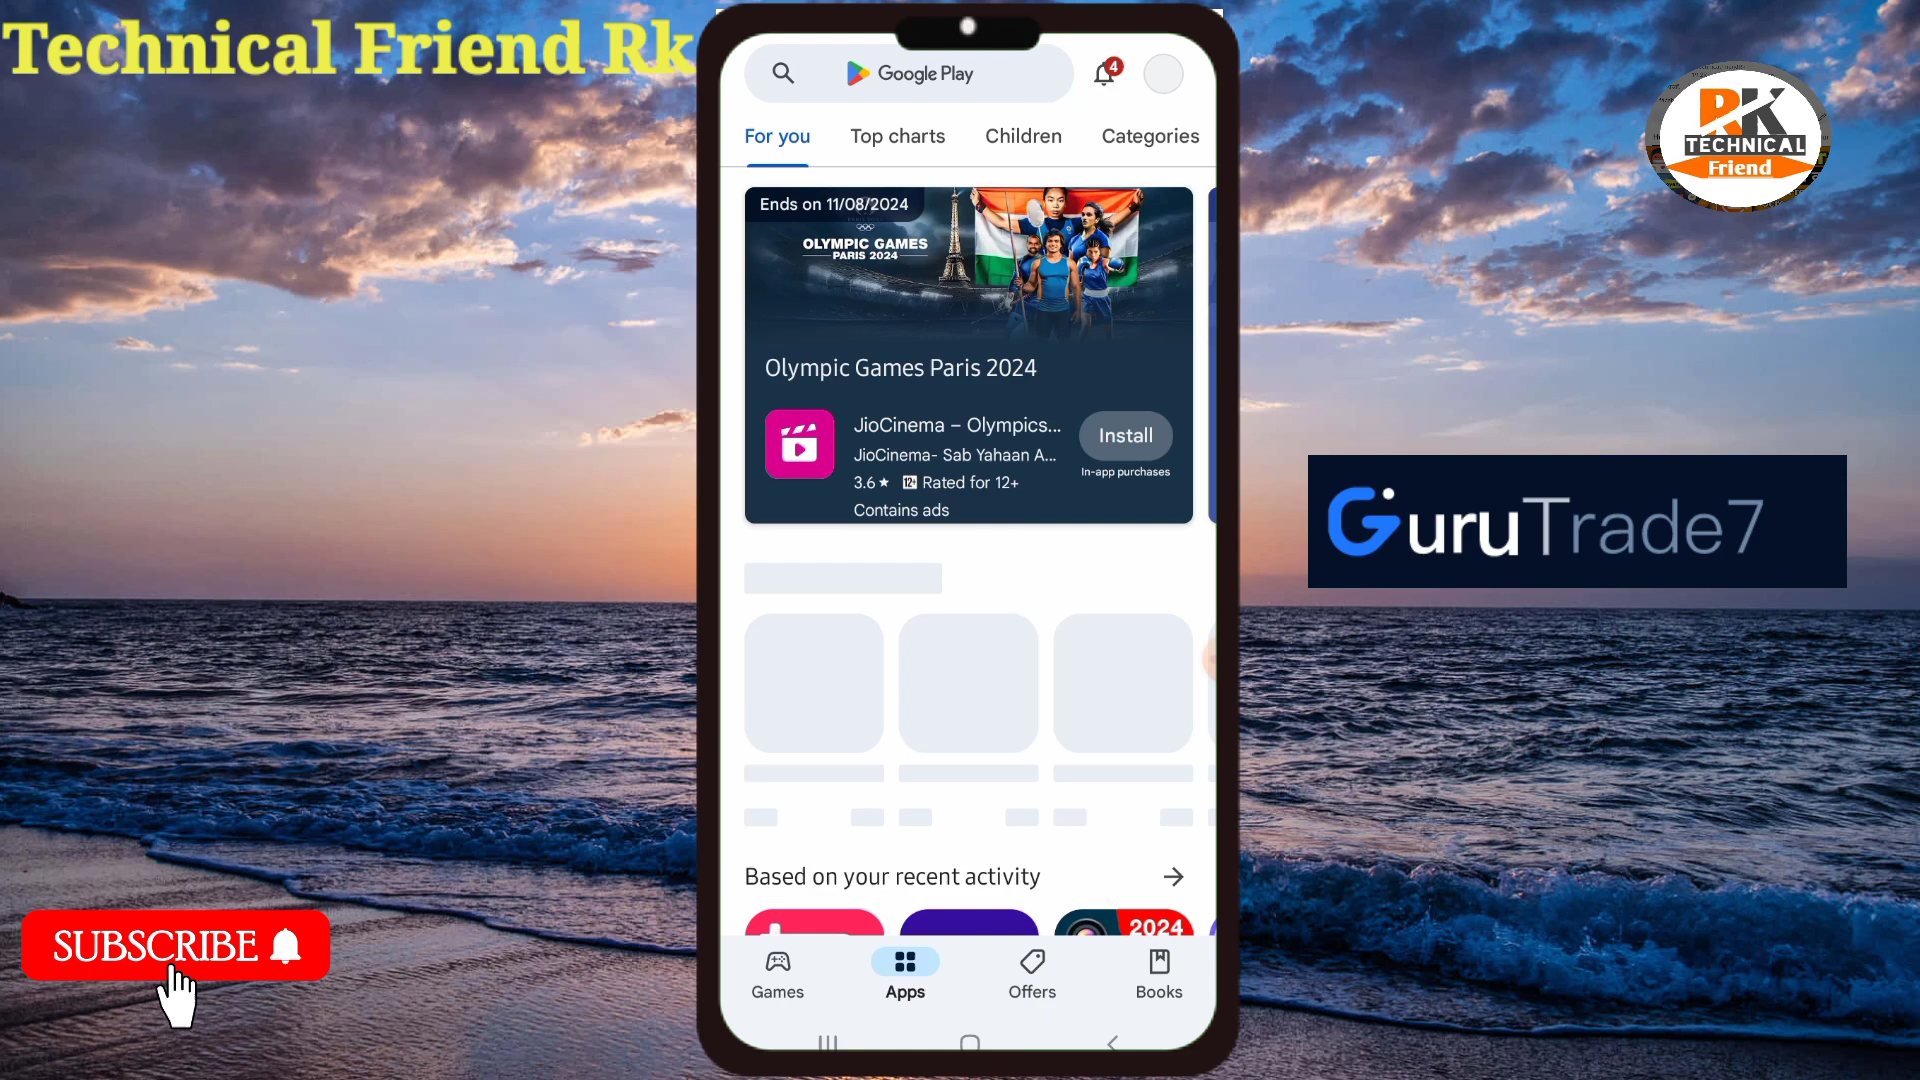 Technical Friend Rk
Google Play
4
For you
Top charts
Children
Categories
Ends on 11/08/2024
OLYMPIC GAMES
PARIS 2024
Olympic Games Paris 2024
JioCinema – Olympics...
JioCinema- Sab Yahaan A...
3.6★ 12+ Rated for 12+
Contains ads
Install
In-app purchases
Based on your recent activity
2024
Games
Apps
Offers
Books
RK
TECHNICAL
Friend
GuruTrade7
SUBSCRIBE